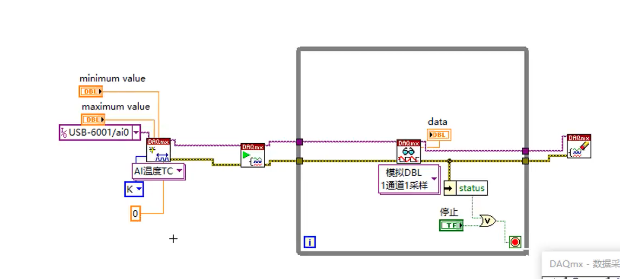 minimum value
DBL
maximum value
DBL
USB-6001/ai0
DAQmx
AI温度TC
K
0
DAQmx
DAQmx
模拟DBL
1通道1采样
data
DBL
status
停止
TF
V
i
DAQmx
DAQmx - 数据采